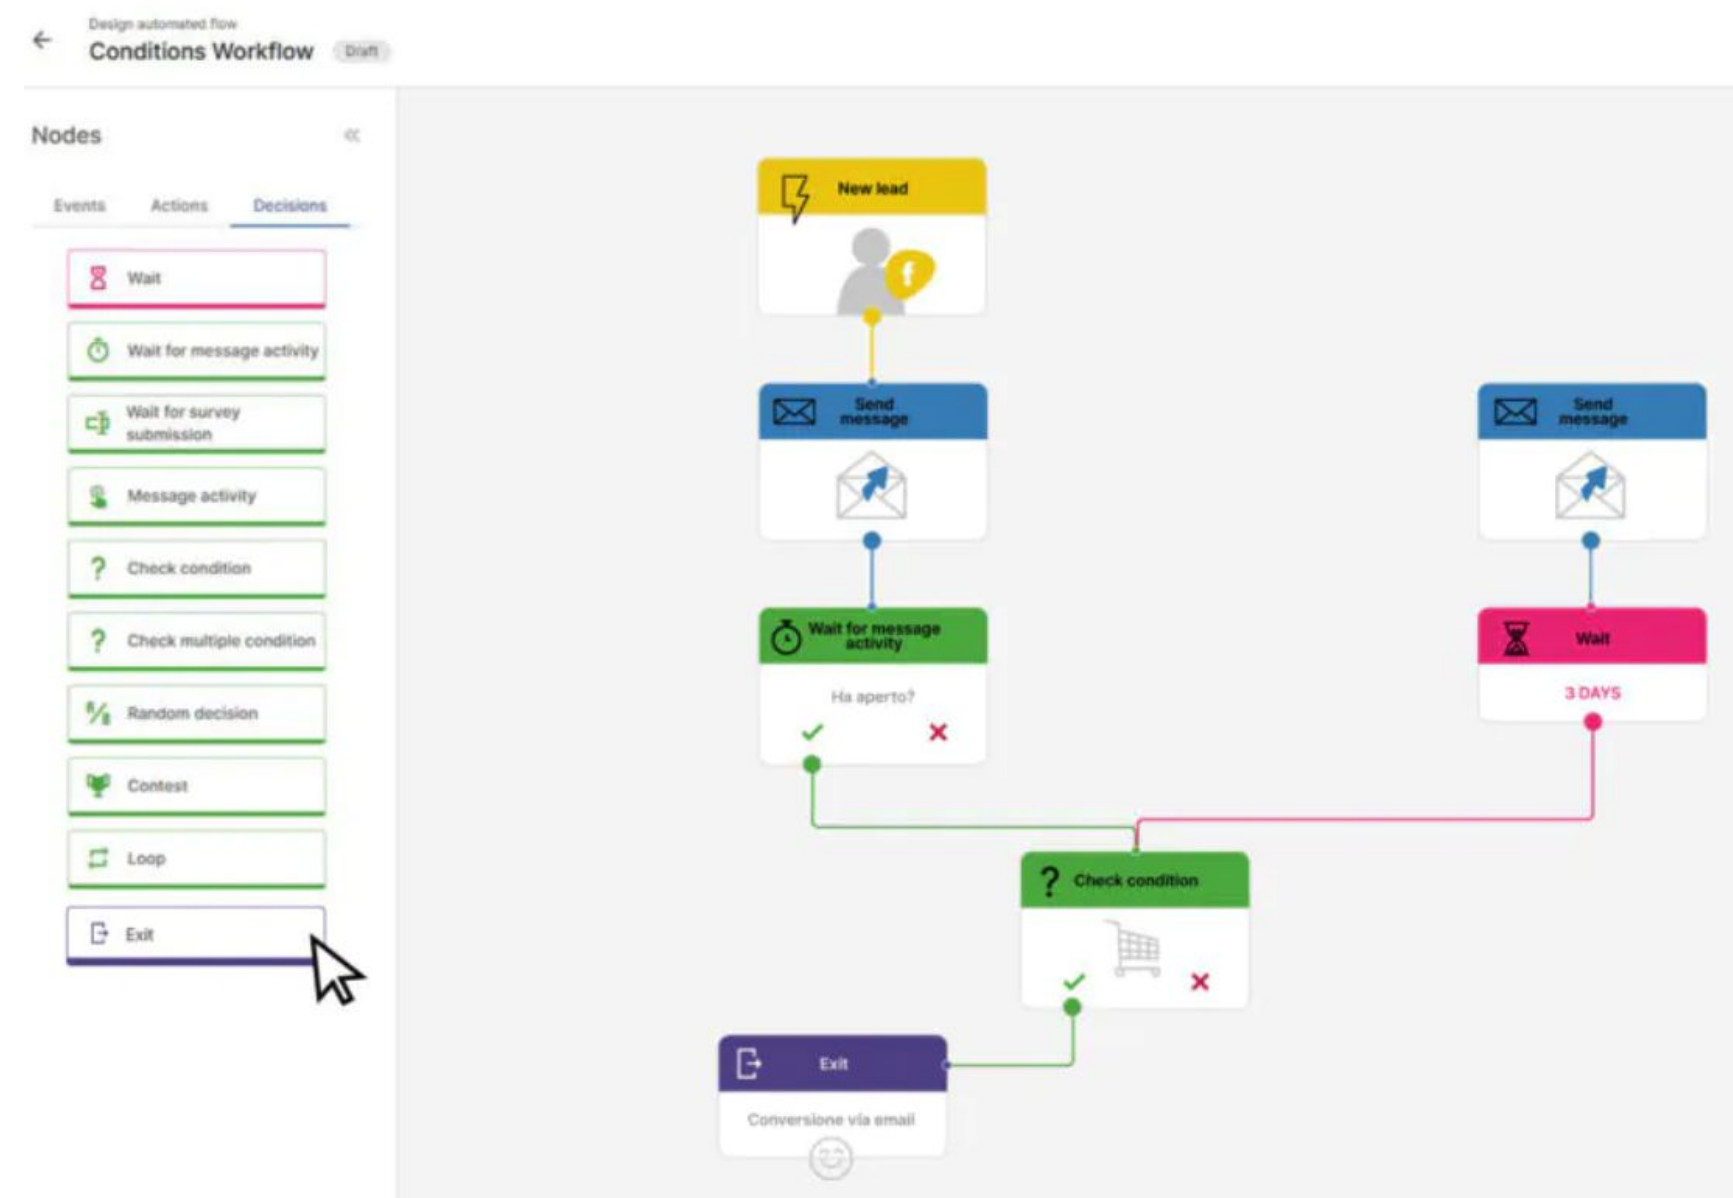 Design automated flow
Conditions Workflow Draft
Nodes
Events Actions Decisions
Wait
Wait for message activity
Wait for survey
submission
Message activity
Check condition
Check multiple condition
Random decision
Contest
Loop
Exit
New lead
f
Send
message
Wait for message
activity
Ha aperto?
Send
message
Wait
3 DAYS
Check condition
Exit
Conversione via email